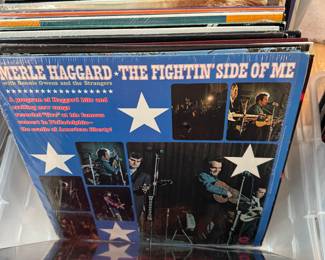 MERLE HAGGARD ★ THE FIGHTIN' SIDE OF ME
with Bonnie Owens and the Strangers
A program of Haggard hits and
exciting new songs
recorded "live" at his famous
concert in Philadelphia—
the cradle of American liberty!